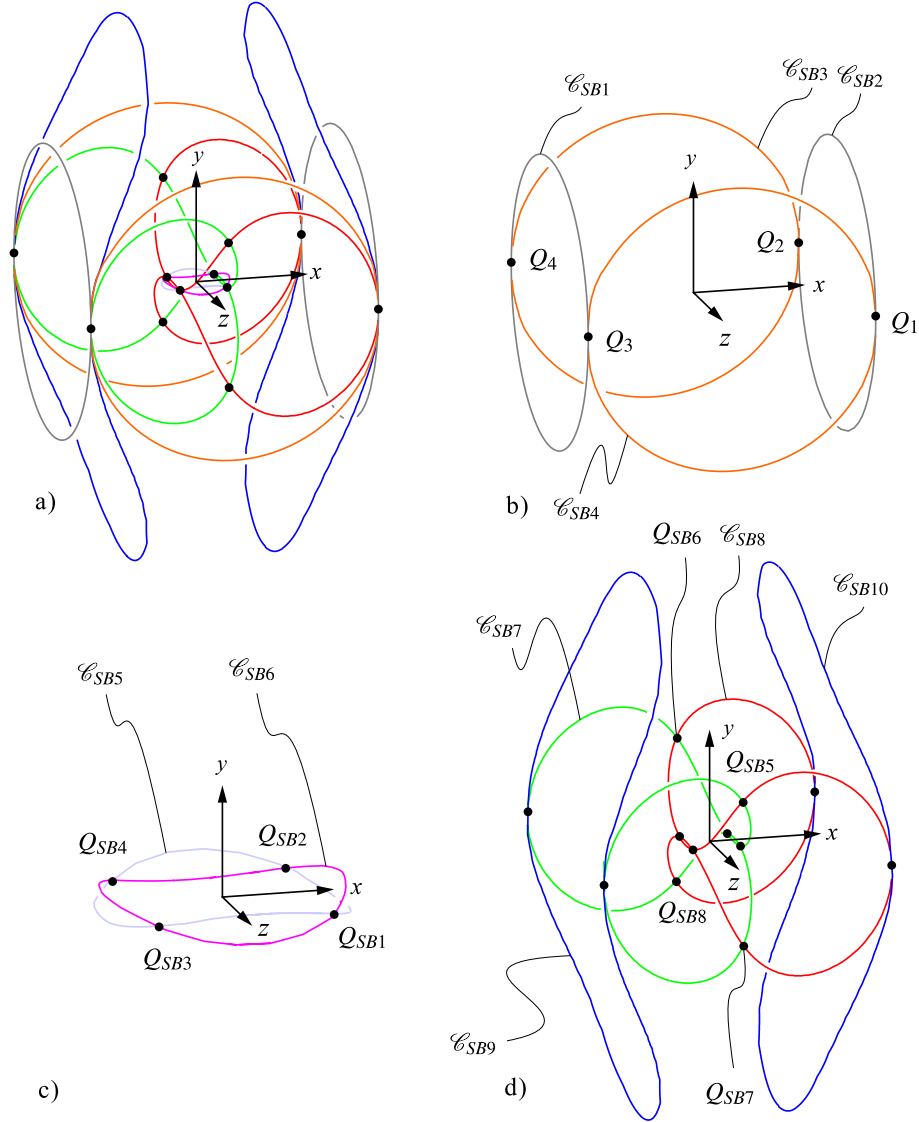 y
x
z
a)
𝒞SB1
𝒞SB3
𝒞SB2
y
Q2
Q4
x
z
Q3
Q1
𝒞SB4
b)
𝒞SB5
𝒞SB6
y
QSB4
QSB2
x
z
QSB3
QSB1
c)
QSB6
𝒞SB8
𝒞SB10
𝒞SB7
y
QSB5
x
z
QSB8
𝒞SB9
QSB7
d)